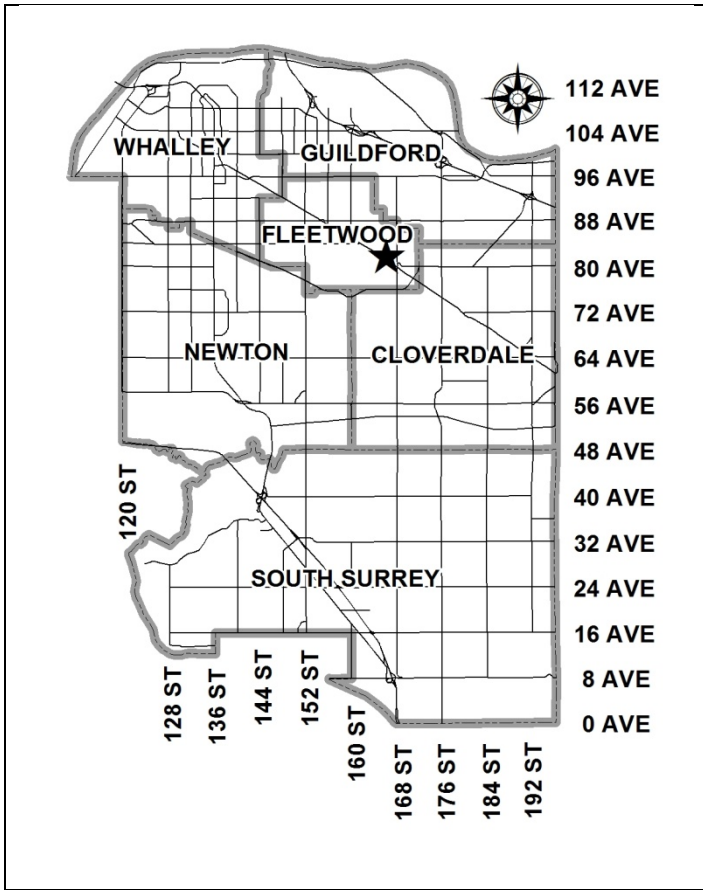 112 AVE
104 AVE
WHALLEY
GUILDFORD
96 AVE
88 AVE
FLEETWOOD
80 AVE
72 AVE
NEWTON
CLOVERDALE
64 AVE
56 AVE
48 AVE
120 ST
40 AVE
32 AVE
SOUTH SURREY
24 AVE
16 AVE
8 AVE
128 ST
136 ST
144 ST
152 ST
160 ST
0 AVE
168 ST
176 ST
184 ST
192 ST